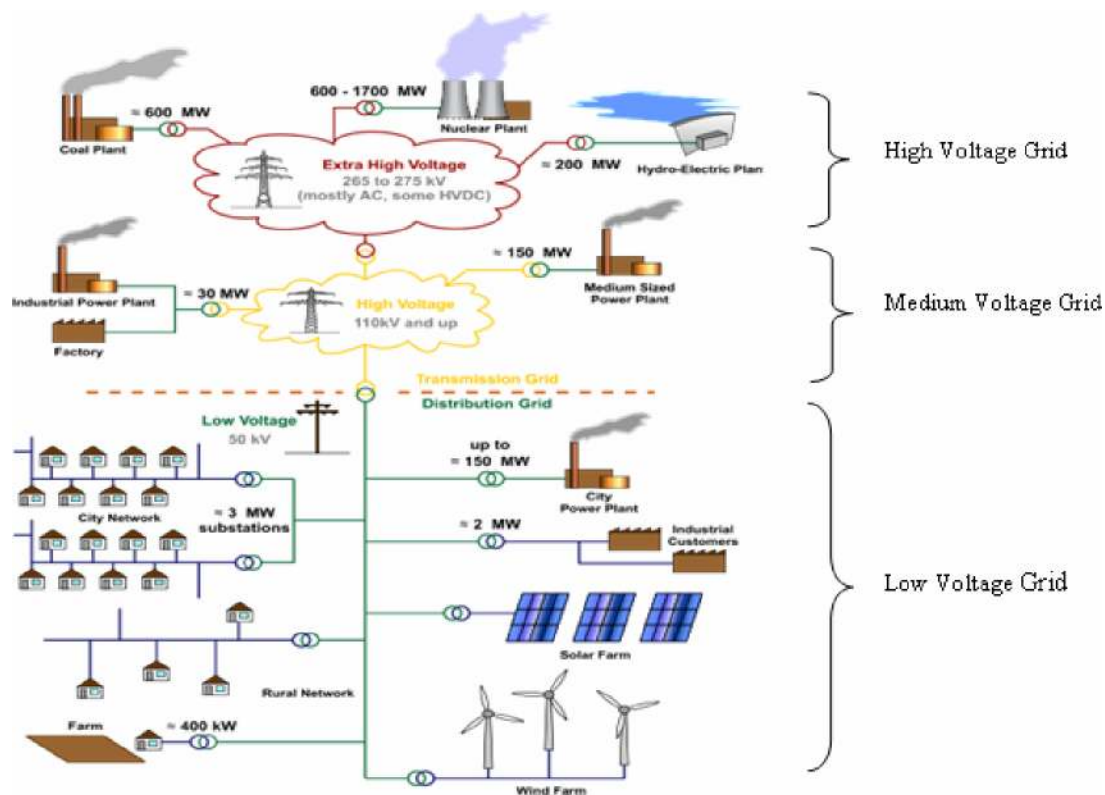 600 - 1700 MW
≈ 600 MW
Coal Plant
Nuclear Plant
≈ 200 MW
Hydro-Electric Plan
Extra High Voltage
265 to 275 kV
(mostly AC, some HVDC)
High Voltage Grid
≈ 150 MW
Medium Sized
Power Plant
Industrial Power Plant
≈ 30 MW
High Voltage
110kV and up
Factory
Medium Voltage Grid
Transmission Grid
Distribution Grid
Low Voltage
50 kV
up to
≈ 150 MW
City
Power Plant
City Network
≈ 3 MW
substations
≈ 2 MW
Industrial
Customers
Low Voltage Grid
Solar Farm
Rural Network
Farm
≈ 400 kW
Wind Farm